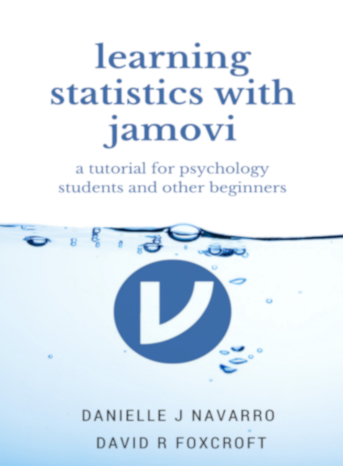 learning
statistics with
jamovi
a tutorial for psychology
students and other beginners
DANIELLE J NAVARRO
DAVID R FOXCROFT